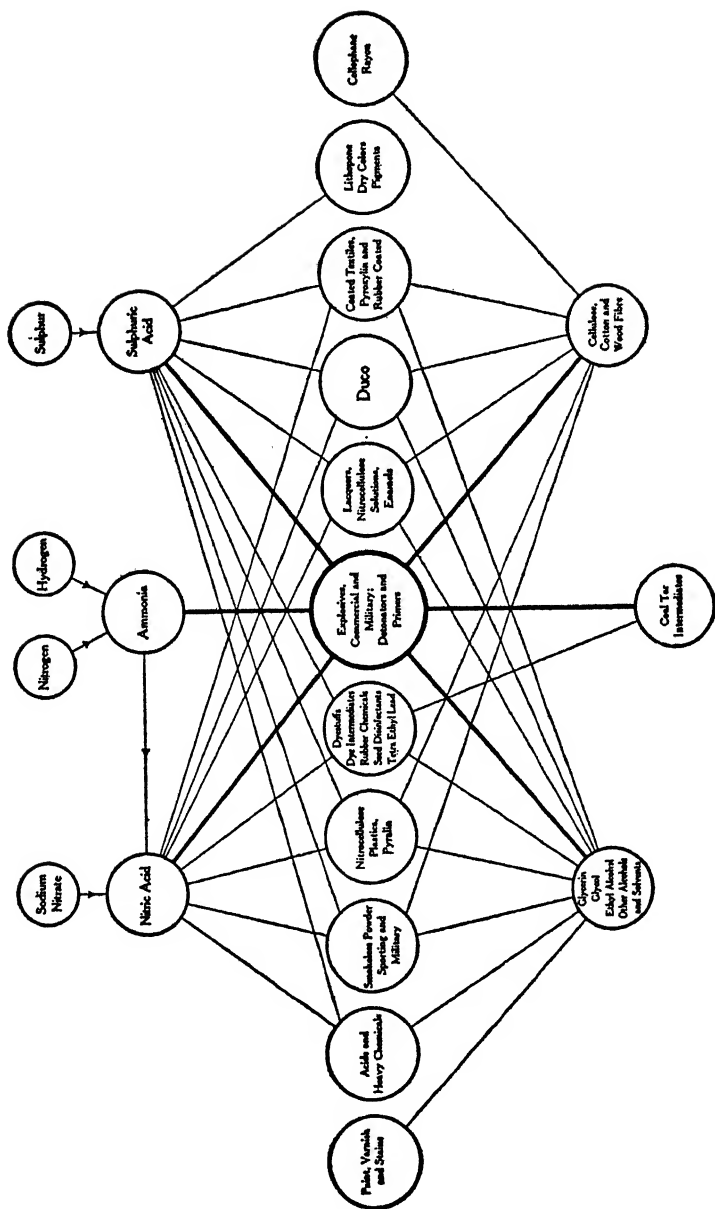 Sodium
Nitrate
Nitrogen
Hydrogen
Sulphur
Nitric Acid
Ammonia
Sulphuric
Acid
Paint, Varnish
and Stains
Acids and
Heavy Chemicals
Smokeless Powder
Sporting and
Military
Nitrocellulose
Plastics,
Pyralin
Dyestuffs
Dye Intermediates
Rubber Chemicals
Seed Disinfectants
Tetra Ethyl Lead
Explosives,
Commercial and
Military;
Detonators and
Primers
Lacquers,
Nitrocellulose
Solutions,
Enamels
Duco
Coated Textiles,
Pyroxylin and
Rubber Coated
Lithopone
Dry Colors
Pigments
Cellophane
Rayon
Glycerin
Glycol
Ethyl Alcohol
Other Alcohols
and Solvents
Coal Tar
Intermediates
Cellulose,
Cotton and
Wood Fibre